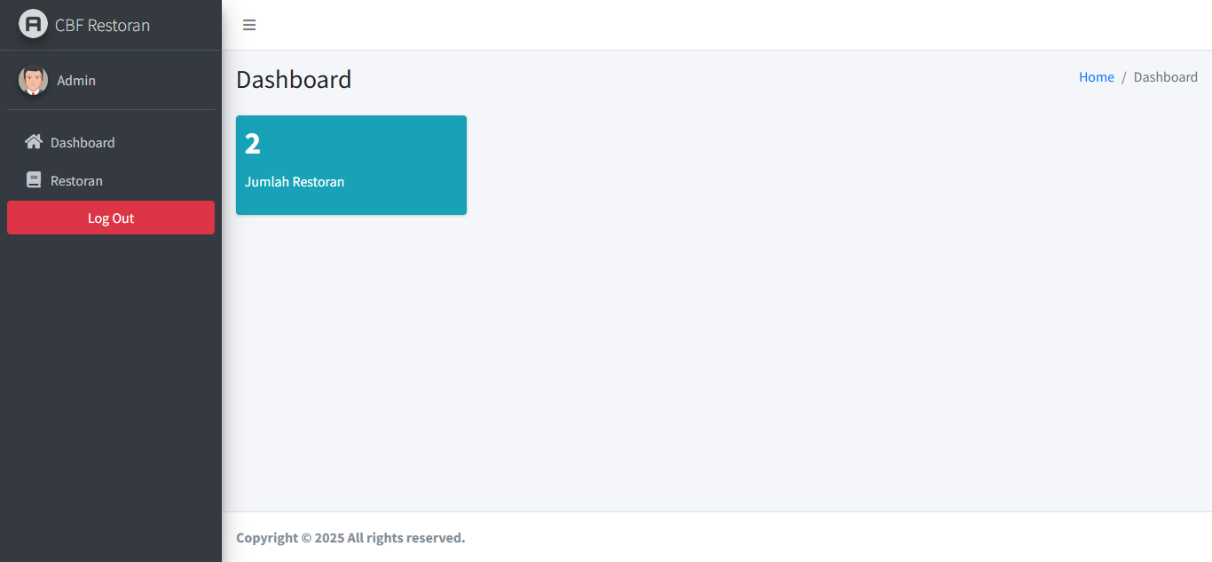 CBF Restoran
Admin
Dashboard
Restoran
Log Out
Dashboard
Home / Dashboard
2
Jumlah Restoran
Copyright © 2025 All rights reserved.